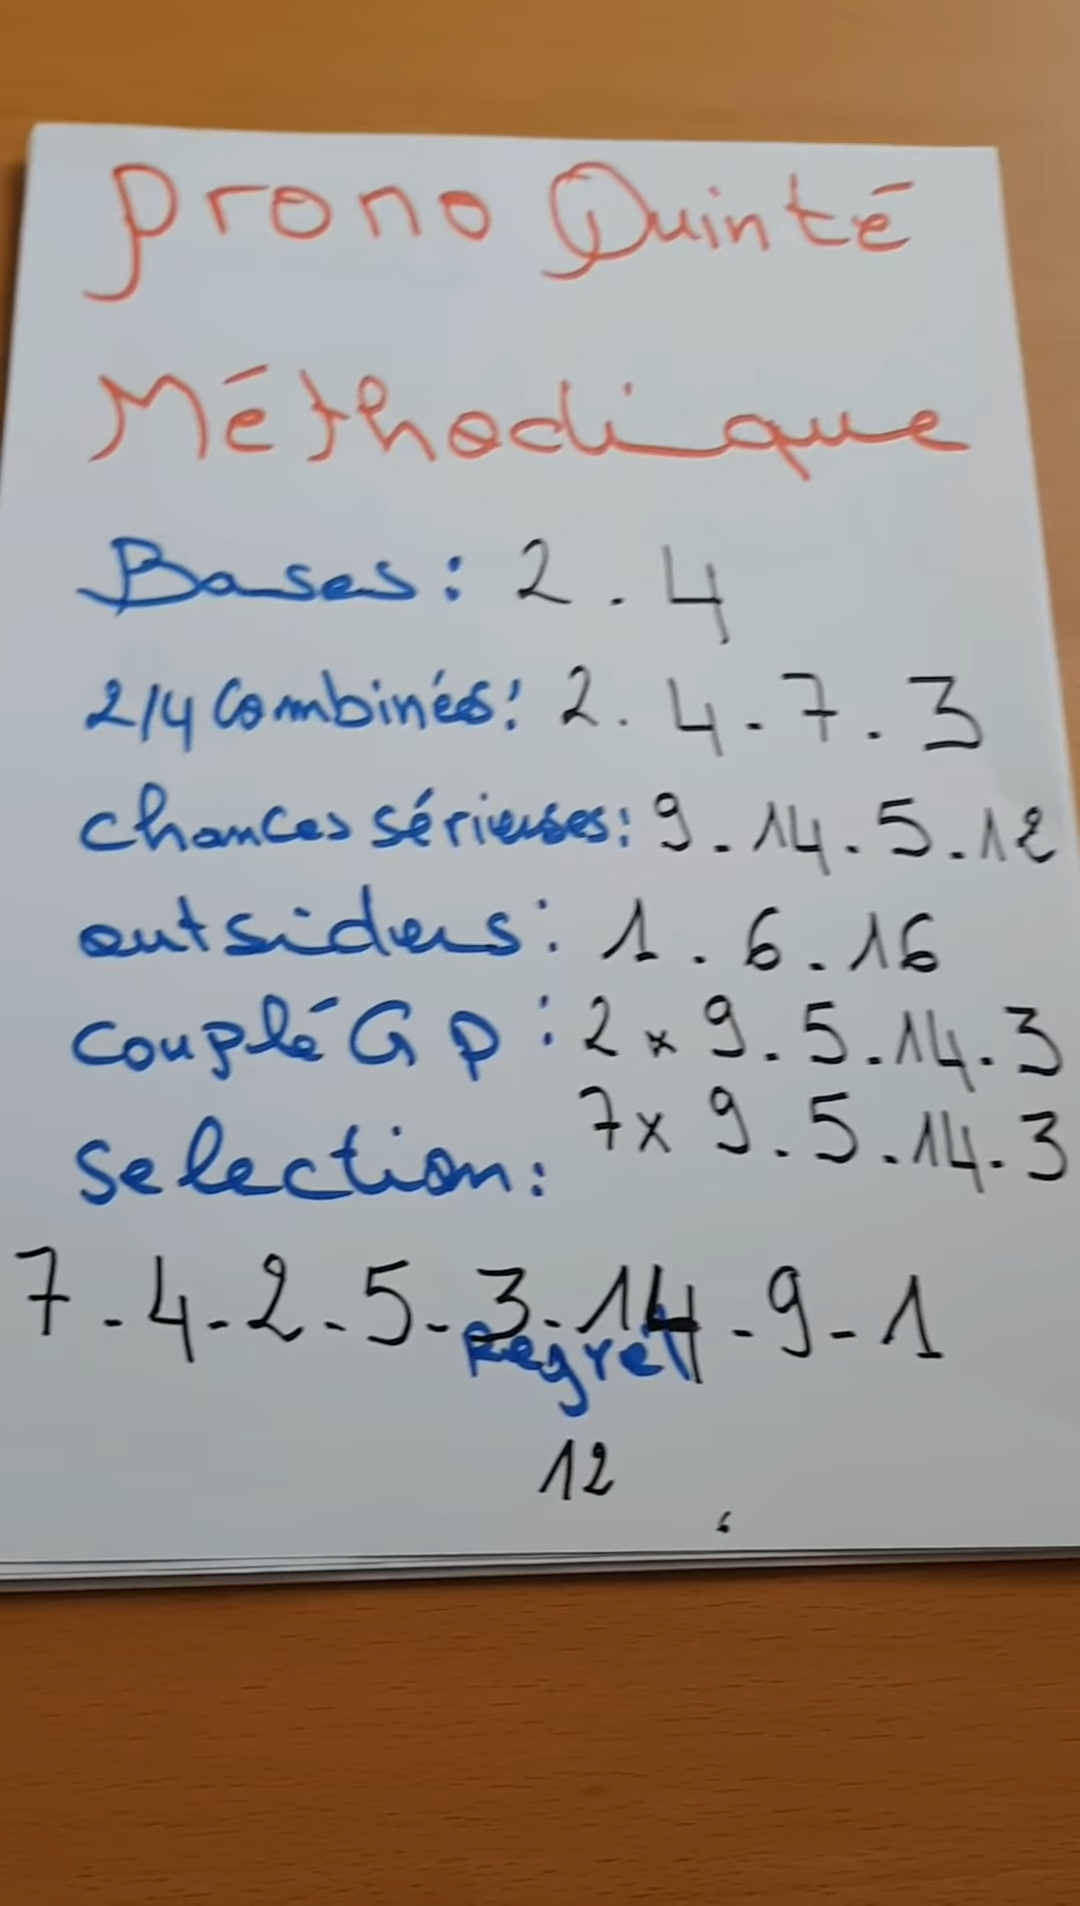 Prono Quinté
Méthodique
Bases : 2 . 4
2/4 Combinées : 2 . 4 - 7 . 3
Chances sérieuses : 9 . 14 . 5 . 12
outsiders : 1 . 6 . 16
Couplé G P : 2 x 9 . 5 . 14 . 3
7 x 9 . 5 . 14 . 3
Selection :
7 - 4 - 2 - 5 - 3 - 14 - 9 - 1
Regret
12